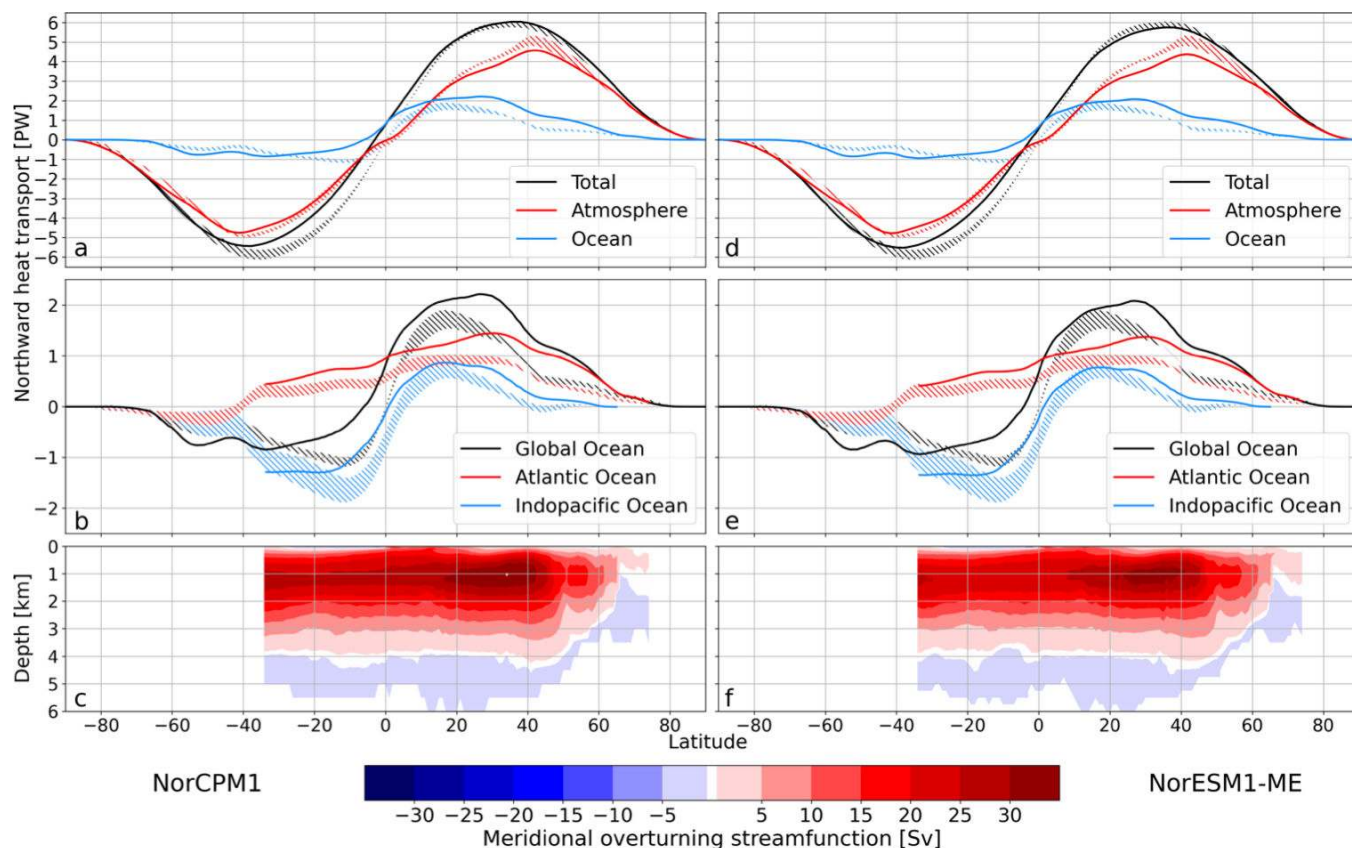 Northward heat transport [PW]
6
5
4
3
2
1
0
−1
−2
−3
−4
−5
−6
a
Total
Atmosphere
Ocean
d
Total
Atmosphere
Ocean
2
1
0
−1
−2
b
Global Ocean
Atlantic Ocean
Indopacific Ocean
e
Global Ocean
Atlantic Ocean
Indopacific Ocean
Depth [km]
0
1
2
3
4
5
6
c
f
−80 −60 −40 −20 0 20 40 60 80 −80 −60 −40 −20 0 20 40 60 80
Latitude
NorCPM1
NorESM1-ME
−30 −25 −20 −15 −10 −5 5 10 15 20 25 30
Meridional overturning streamfunction [Sv]